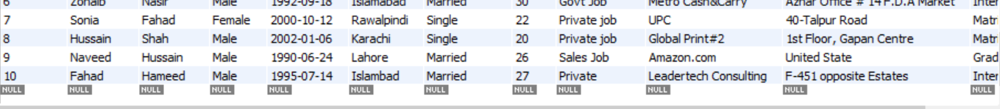 6 Zohaib Nasir Male 1992-09-18 Islamabad Married 30 Govt Job Metro Cash&Carry Azhar Office # 14 F.D.A Market Inter
7 Sonia Fahad Female 2000-10-12 Rawalpindi Single 22 Private job UPC 40-Talpur Road Matr
8 Hussain Shah Male 2002-01-06 Karachi Single 20 Private job Global Print#2 1st Floor, Gapan Centre Matr
9 Naveed Hussain Male 1990-06-24 Lahore Married 26 Sales Job Amazon.com United State Grad
10 Fahad Hameed Male 1995-07-14 Islambad Married 27 Private Leadertech Consulting F-451 opposite Estates Inter
NULL NULL NULL NULL NULL NULL NULL NULL NULL NULL NULL NULL